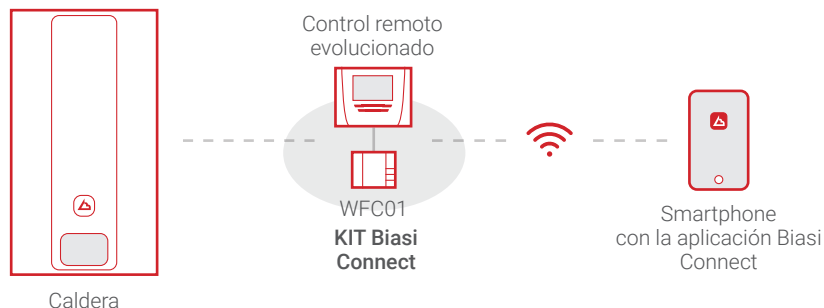 Control remoto
evolucionado
WFC01
KIT Biasi
Connect
Smartphone
con la aplicación Biasi
Connect
Caldera